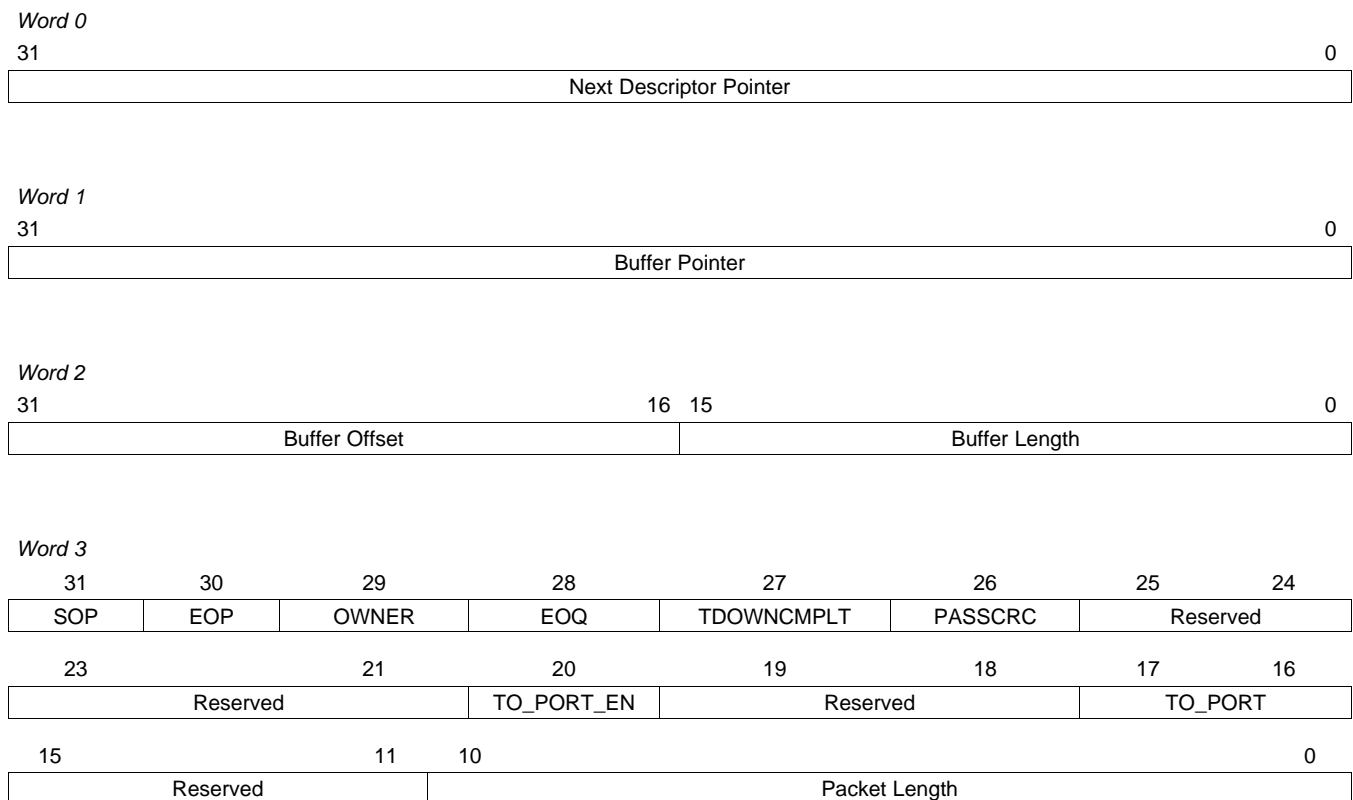 Word 0
31 0
Next Descriptor Pointer
Word 1
31 0
Buffer Pointer
Word 2
31 16 15 0
Buffer Offset Buffer Length
Word 3
31 30 29 28 27 26 25 24
SOP EOP OWNER EOQ TDOWNCMPLT PASSCRC Reserved
23 21 20 19 18 17 16
Reserved TO_PORT_EN Reserved TO_PORT
15 11 10 0
Reserved Packet Length